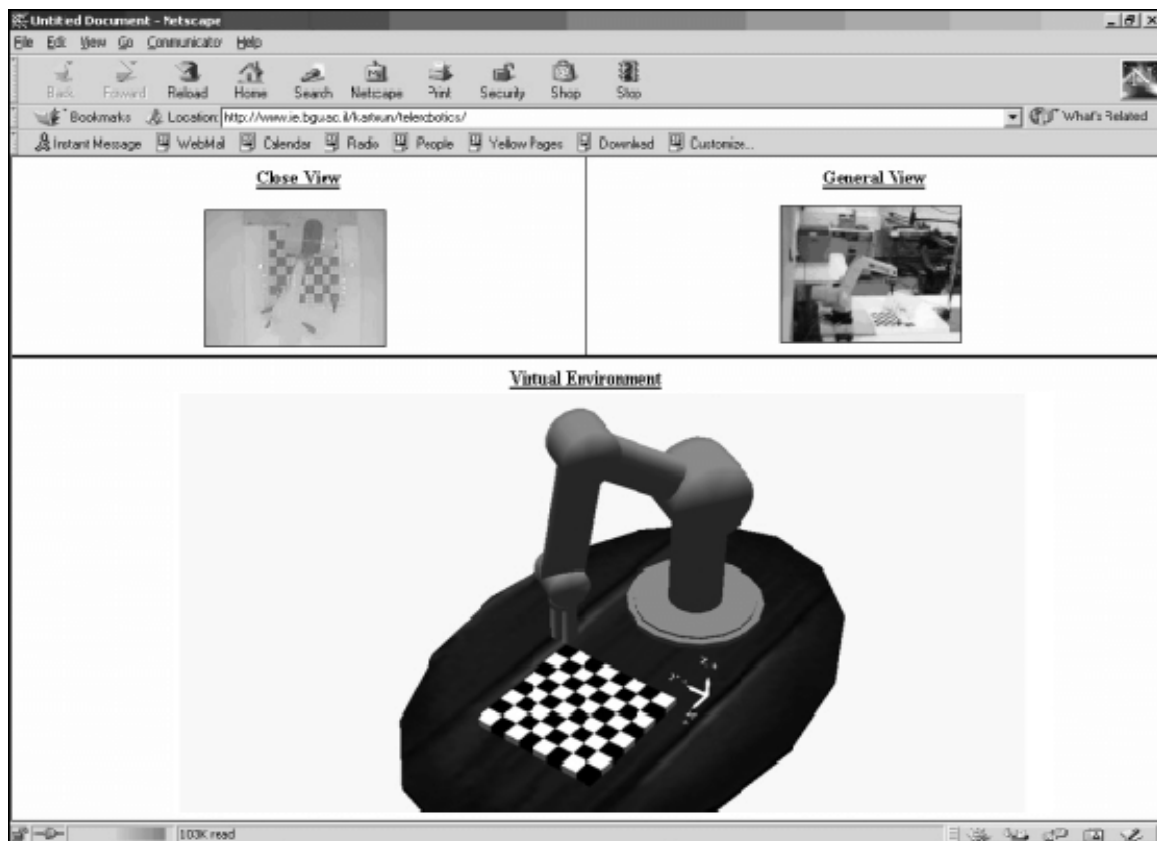 Untitled Document - Netscape
File Edit View Go Communicator Help
Back Forward Reload Home Search Netscape Print Security Shop Stop
Bookmarks Location: http://www.ie.bgu.ac.il/kartoun/telerobotics/ What's Related
Instant Message WebMail Calendar Radio People Yellow Pages Download Customize...
Close View General View
Virtual Environment
103K read